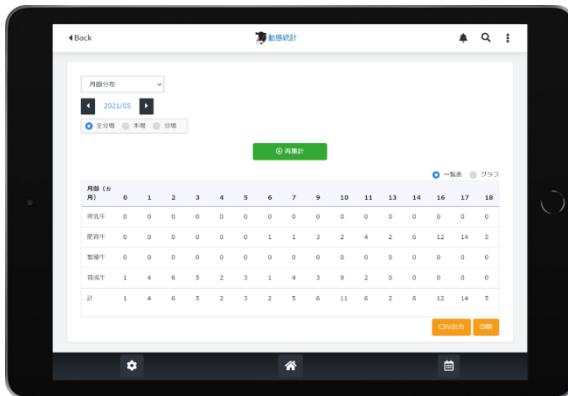 Back
動態統計
月齢分布
2021/05
全分場 本場 分場
再集計
一覧表 グラフ
月齢（カ月） 0 1 2 3 4 5 6 7 9 10 11 13 14 16 17 18
搾乳牛 0 0 0 0 0 0 0 0 0 0 0 0 0 0 0 0
肥育牛 0 0 0 0 0 0 1 1 3 2 4 2 6 12 14 5
繁殖牛 0 0 0 0 0 0 0 0 0 0 0 0 0 0 0 0
育成牛 1 4 6 5 2 3 1 4 3 9 2 0 0 0 0 0
計 1 4 6 5 2 3 2 5 6 11 6 2 6 12 14 5
CSV出力 印刷